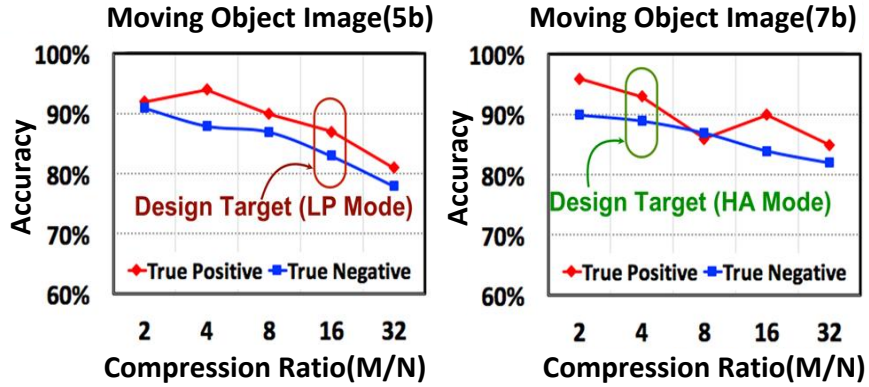 Moving Object Image(5b)
100%
90%
80%
70%
60%
Accuracy
Design Target (LP Mode)
True Positive True Negative
2 4 8 16 32
Compression Ratio(M/N)
Moving Object Image(7b)
100%
90%
80%
70%
60%
Accuracy
Design Target (HA Mode)
True Positive True Negative
2 4 8 16 32
Compression Ratio(M/N)